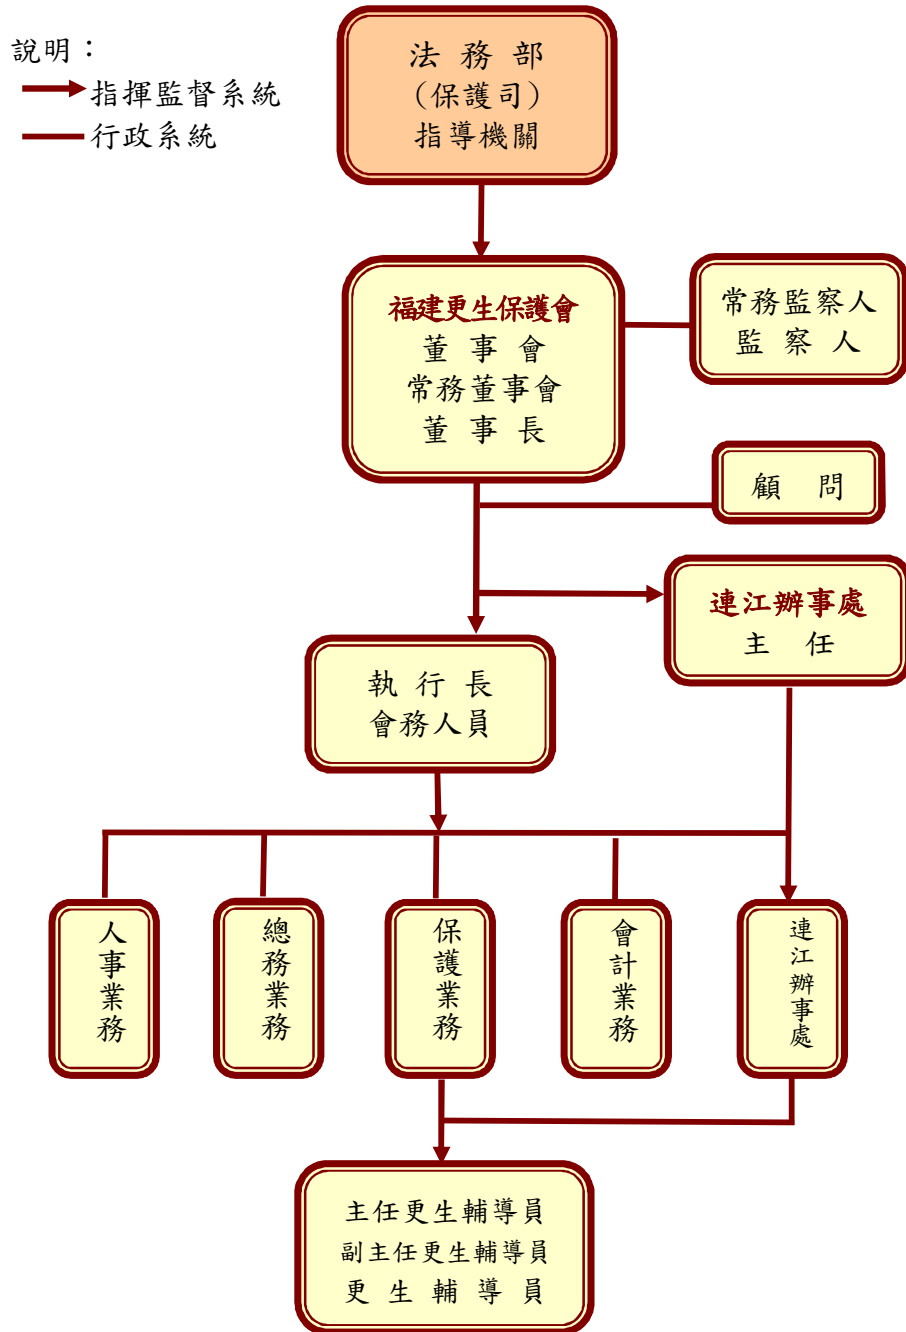 說明：
指揮監督系統
行政系統
法務部
（保護司）
指導機關
福建更生保護會
董事會
常務董事會
董事長
常務監察人
監察人
顧問
連江辦事處
主任
執行長
會務人員
人事業務
總務業務
保護業務
會計業務
連江辦事處
主任更生輔導員
副主任更生輔導員
更生輔導員